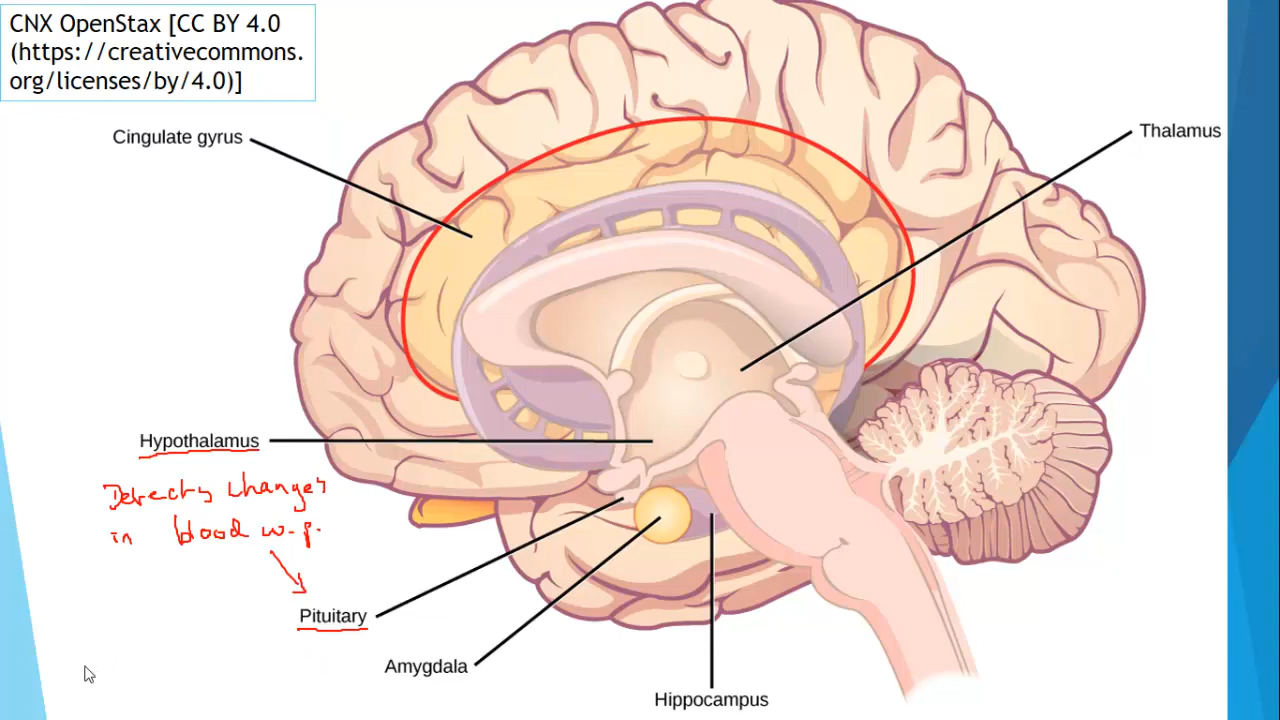 CNX OpenStax [CC BY 4.0
(https://creativecommons.
org/licenses/by/4.0)]
Cingulate gyrus
Thalamus
Hypothalamus
Detects changes
in blood w.p.
Pituitary
Amygdala
Hippocampus